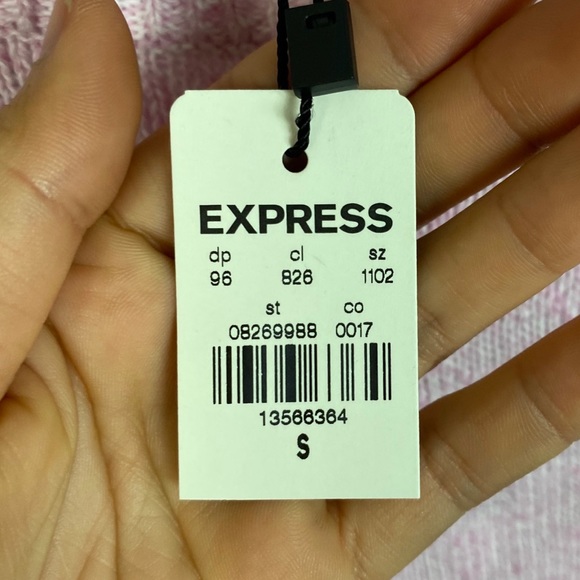 EXPRESS
dp cl sz
96 826 1102
st co
08269988 0017
13566364
S